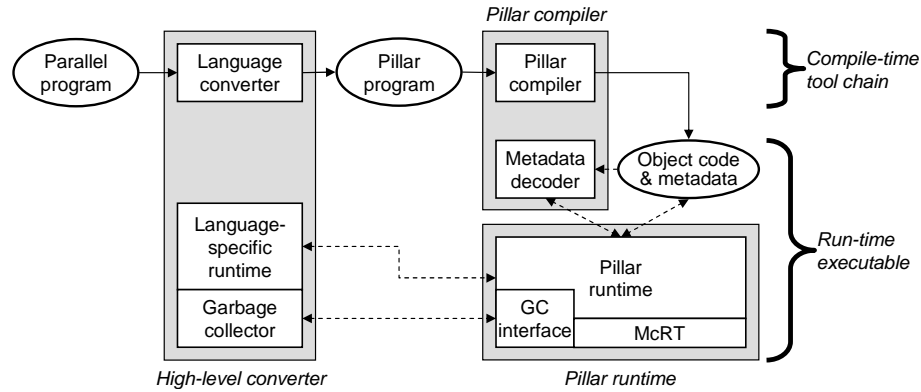 Pillar compiler
Parallel
program
Language
converter
Pillar
program
Pillar
compiler
Compile-time
tool chain
Metadata
decoder
Object code
& metadata
Language-
specific
runtime
Garbage
collector
Pillar
runtime
GC
interface
McRT
Run-time
executable
High-level converter
Pillar runtime